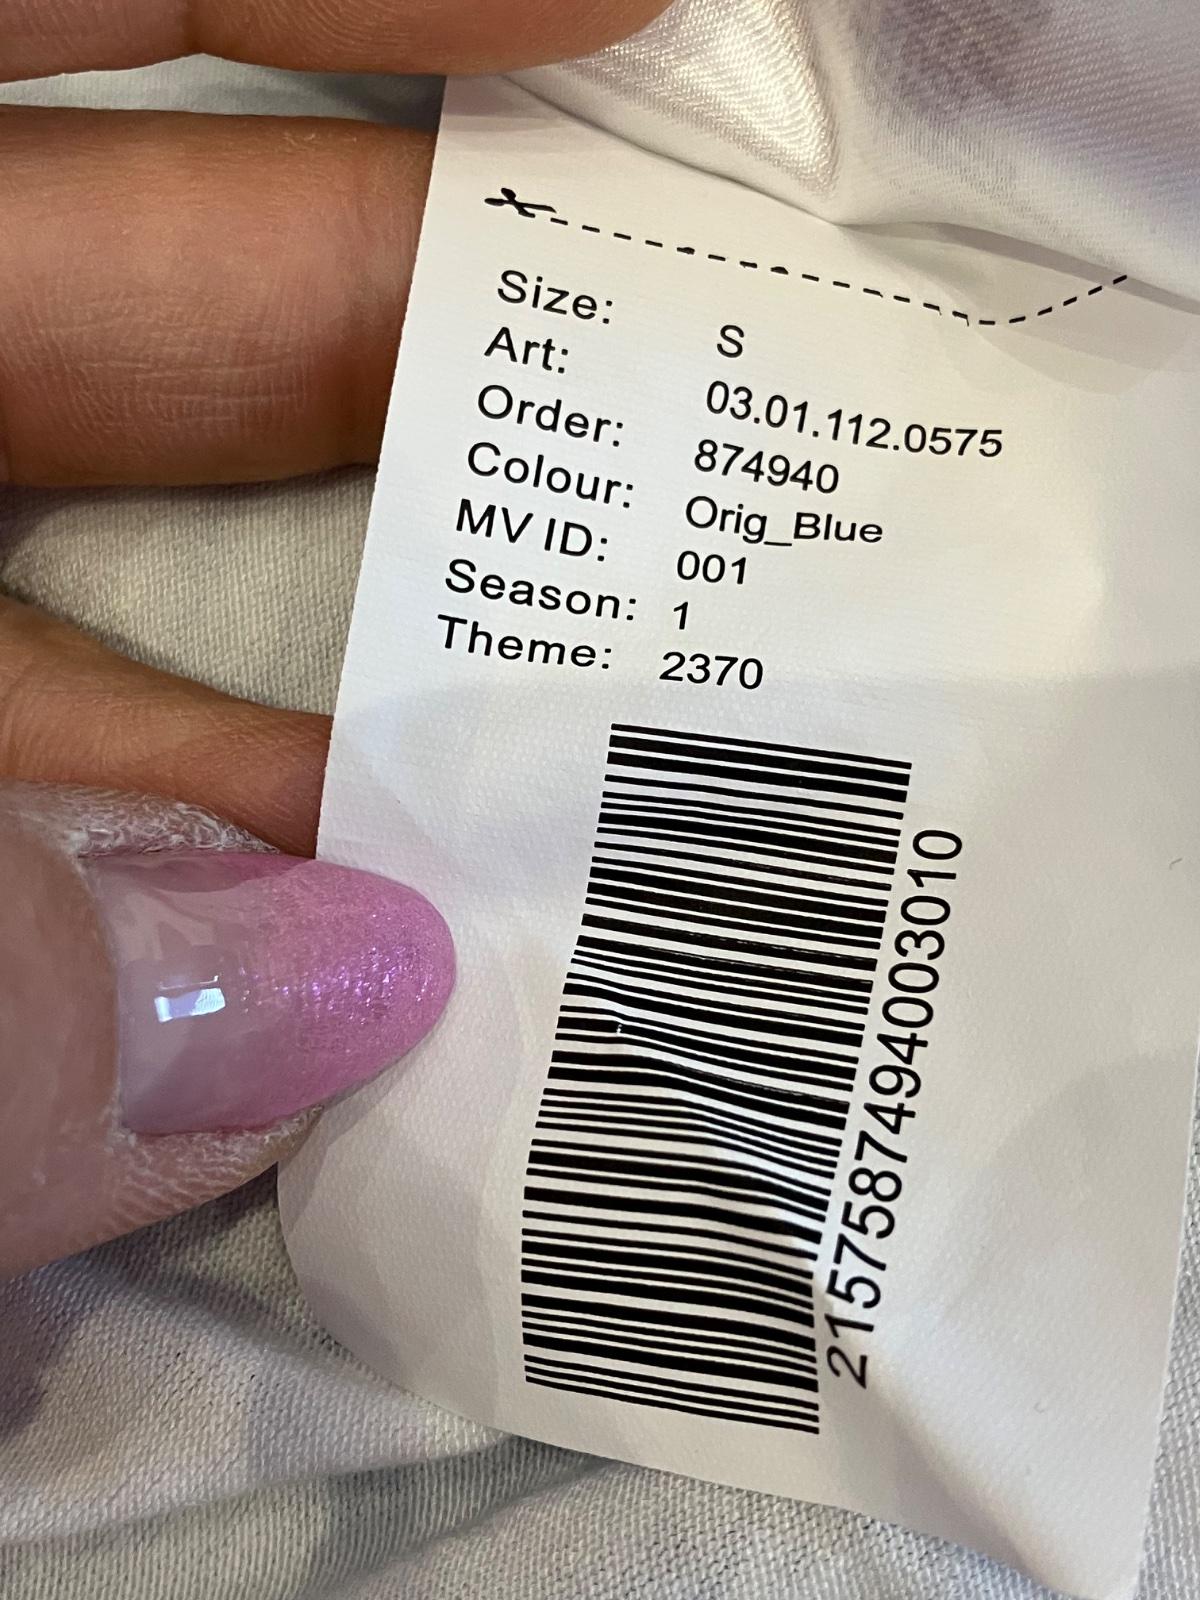 Size: S
Art: 03.01.112.0575
Order: 874940
Colour: Orig_Blue
MV ID: 001
Season: 1
Theme: 2370
2157587494003010